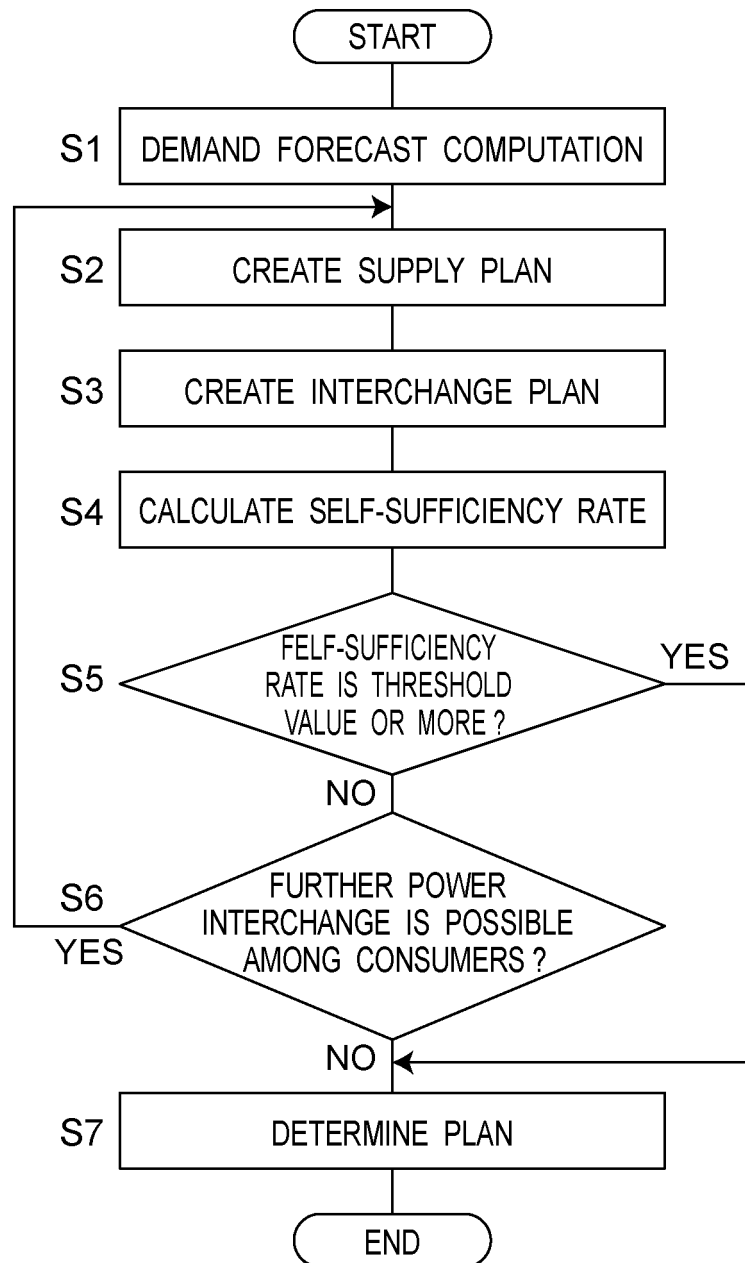 START
S1 DEMAND FORECAST COMPUTATION
S2 CREATE SUPPLY PLAN
S3 CREATE INTERCHANGE PLAN
S4 CALCULATE SELF-SUFFICIENCY RATE
FELF-SUFFICIENCY
S5 RATE IS THRESHOLD
VALUE OR MORE ?
YES
NO
S6
FURTHER POWER
INTERCHANGE IS POSSIBLE
AMONG CONSUMERS ?
YES
NO
S7 DETERMINE PLAN
END